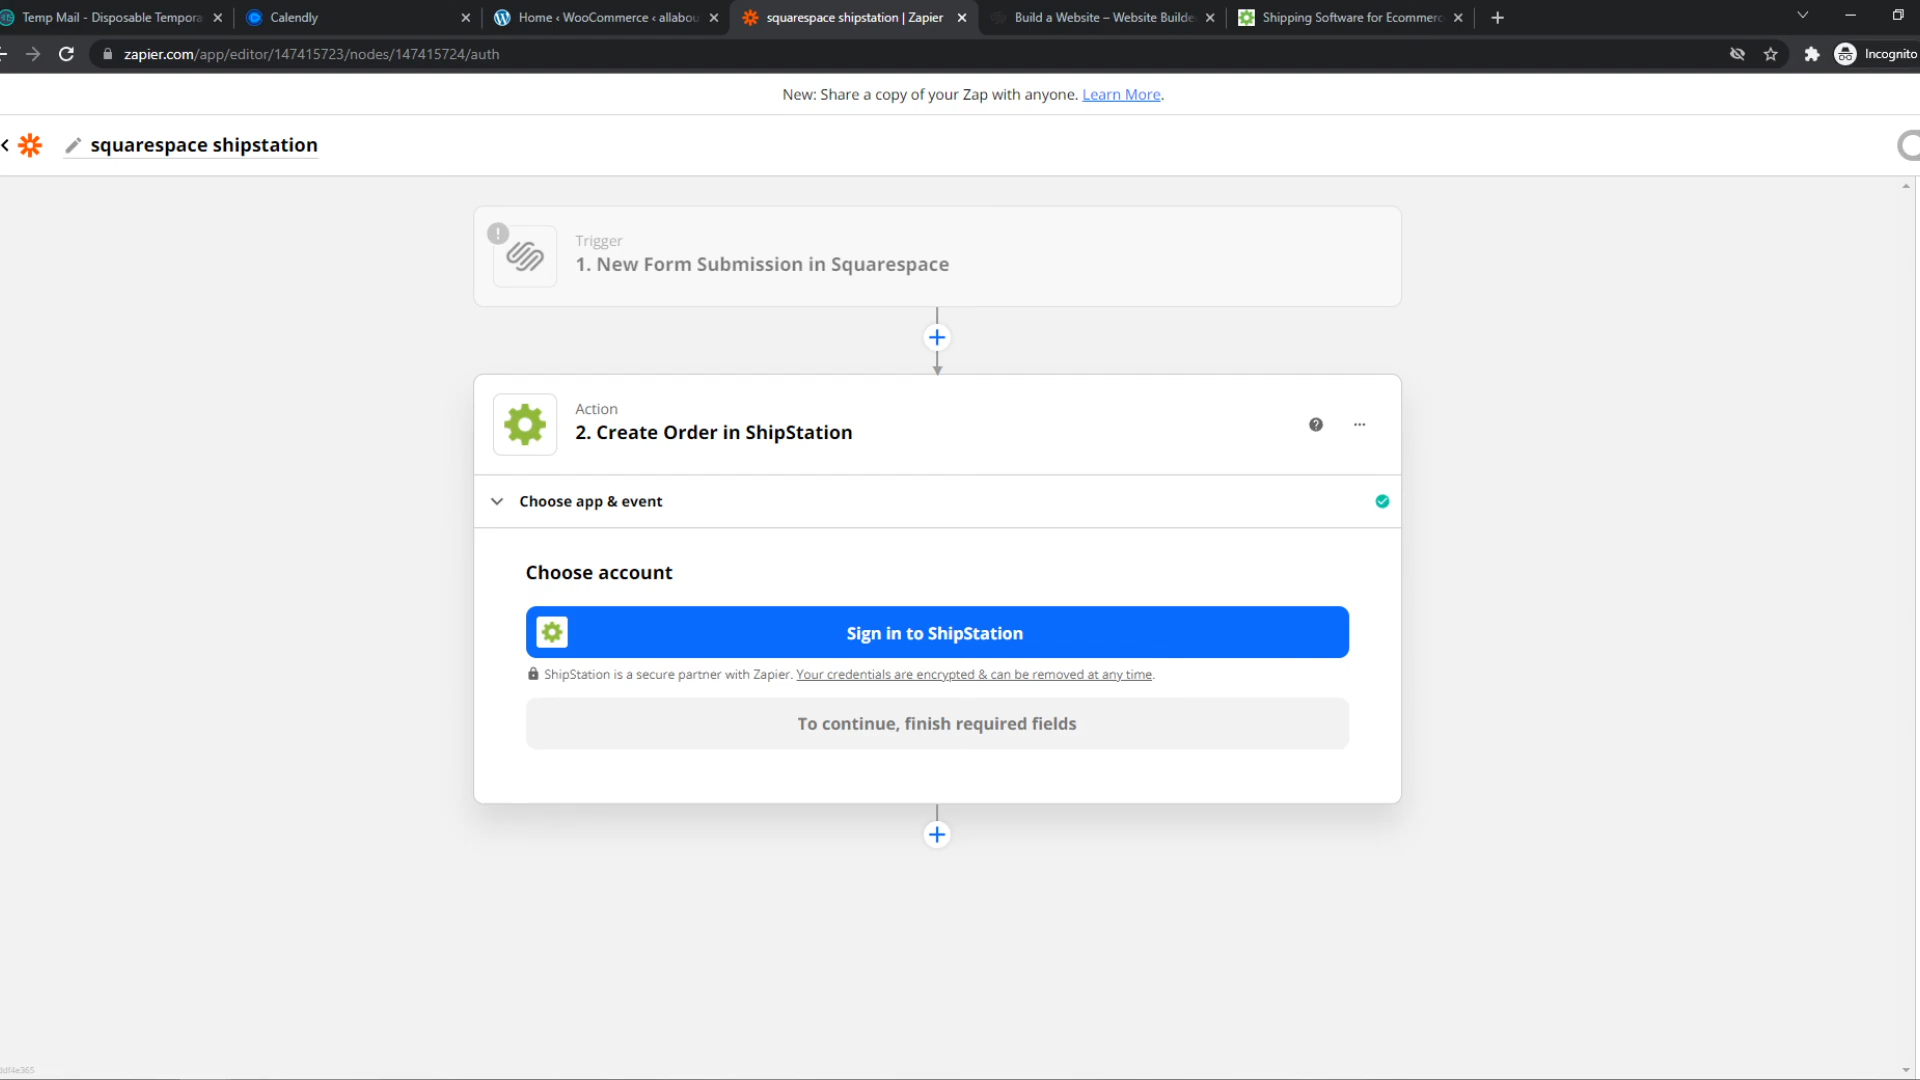 Temp Mail - Disposable Tempora
Calendly
Home ‹ WooCommerce ‹ allabou
squarespace shipstation | Zapier
Build a Website – Website Builde
Shipping Software for Ecommerc
zapier.com/app/editor/147415723/nodes/147415724/auth
Incognito
New: Share a copy of your Zap with anyone. Learn More.
squarespace shipstation
Trigger
1. New Form Submission in Squarespace
Action
2. Create Order in ShipStation
Choose app & event
Choose account
Sign in to ShipStation
ShipStation is a secure partner with Zapier. Your credentials are encrypted & can be removed at any time.
To continue, finish required fields